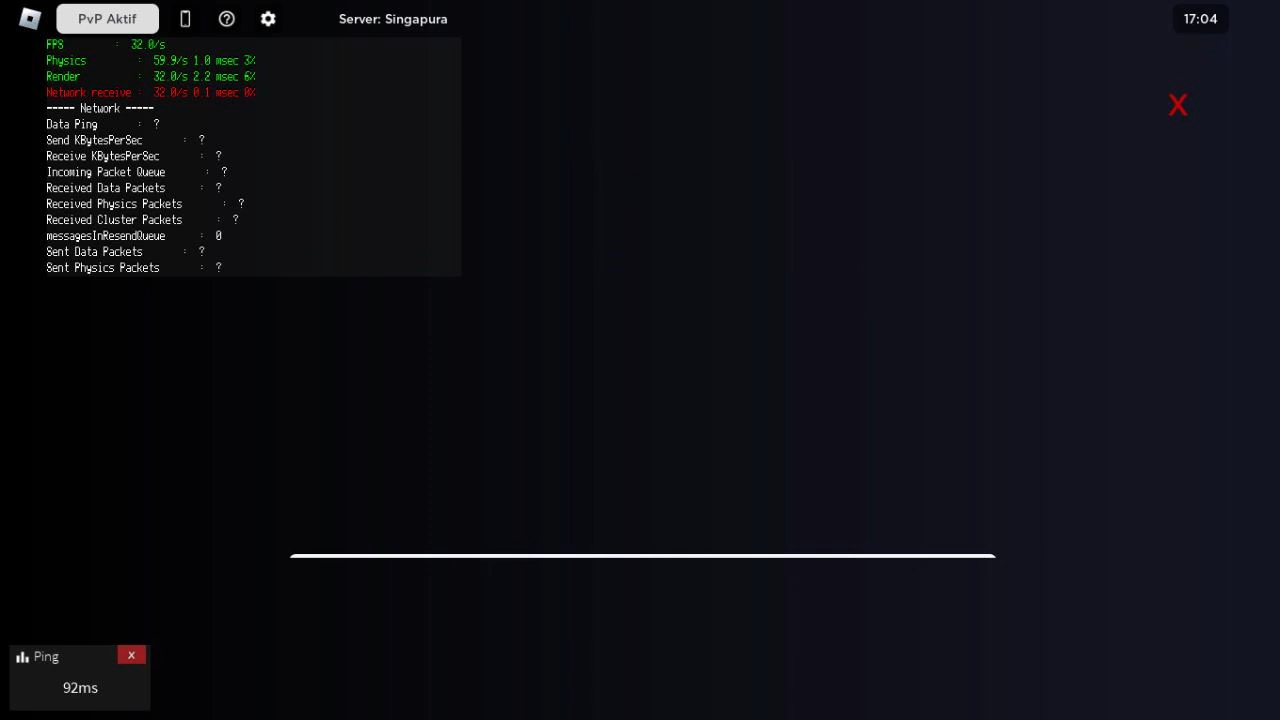 PvP Aktif
Server: Singapura
17:04
FPS : 32.0/s
Physics : 59.9/s 1.0 msec 3%
Render : 32.0/s 2.2 msec 6%
Network receive : 32.0/s 0.1 msec 0%
----- Network -----
Data Ping : ?
Send KBytesPerSec : ?
Receive KBytesPerSec : ?
Incoming Packet Queue : ?
Received Data Packets : ?
Received Physics Packets : ?
Received Cluster Packets : ?
messagesInResendQueue : 0
Sent Data Packets : ?
Sent Physics Packets : ?
X
Ping x
92ms